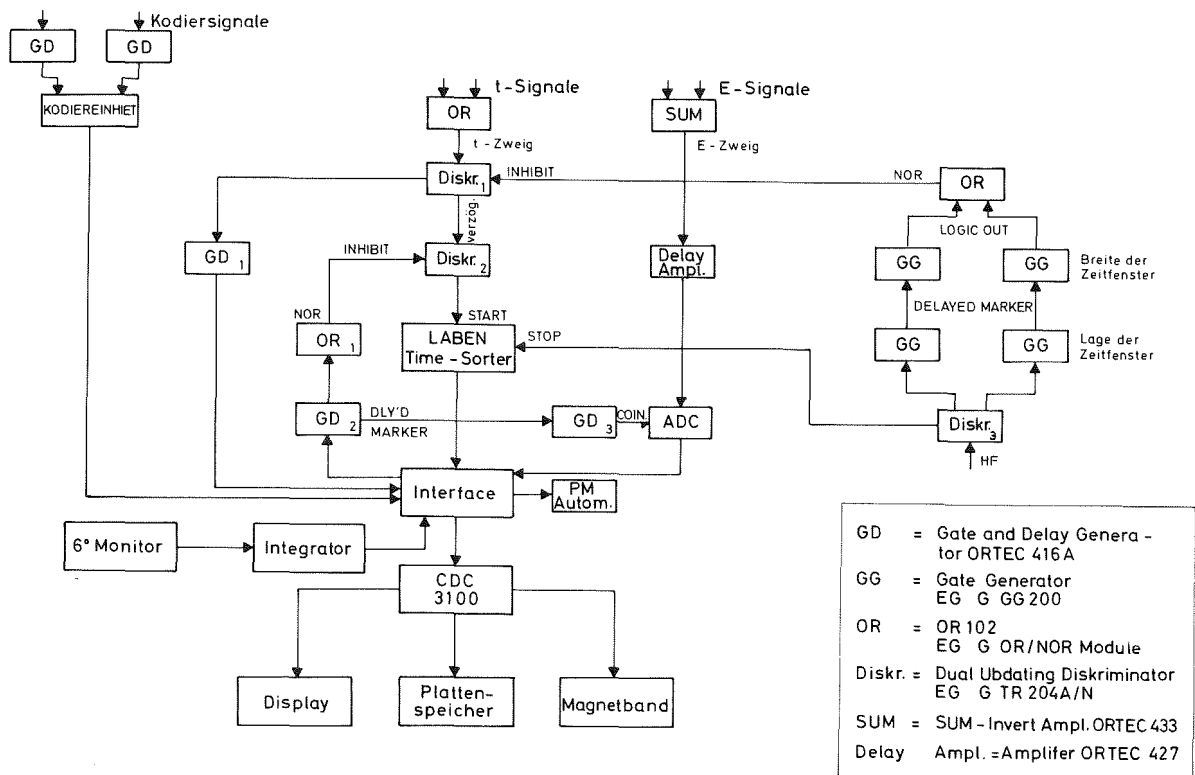 Kodiersignale
GD
GD
KODIEREINHIET
t-Signale
OR
t-Zweig
E-Signale
SUM
E-Zweig
Diskr.1
INHIBIT
NOR
OR
verzög.
LOGIC OUT
GD 1
INHIBIT
Diskr.2
Delay
Ampl.
GG
GG
Breite der
Zeitfenster
DELAYED MARKER
NOR
OR 1
START
LABEN
Time-Sorter
STOP
GG
GG
Lage der
Zeitfenster
GD 2
DLY'D
MARKER
GD 3
COIN.
ADC
Diskr.3
HF
Interface
PM
Autom.
6° Monitor
Integrator
CDC
3100
Display
Platten-
speicher
Magnetband
GD = Gate and Delay Genera-
tor ORTEC 416A
GG = Gate Generator
EG G GG200
OR = OR102
EG G OR/NOR Module
Diskr. = Dual Ubdating Diskriminator
EG G TR 204A/N
SUM = SUM-Invert Ampl. ORTEC 433
Delay Ampl. = Amplifer ORTEC 427